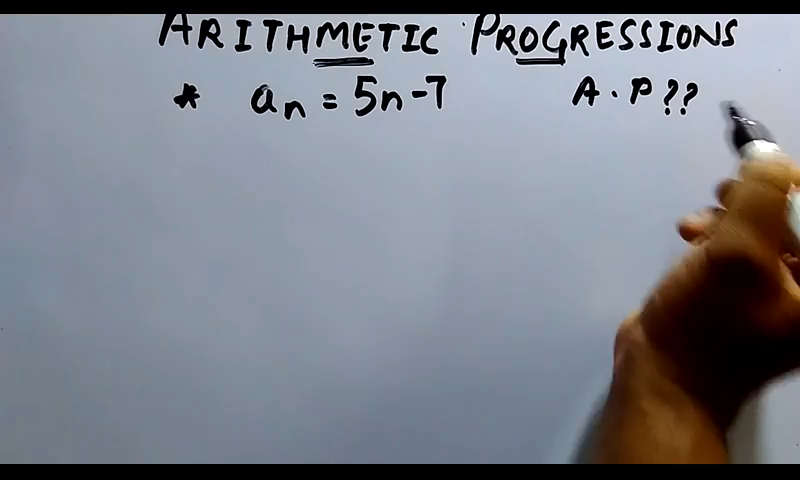 ARITHMETIC PROGRESSIONS
* an = 5n-7 A.P??